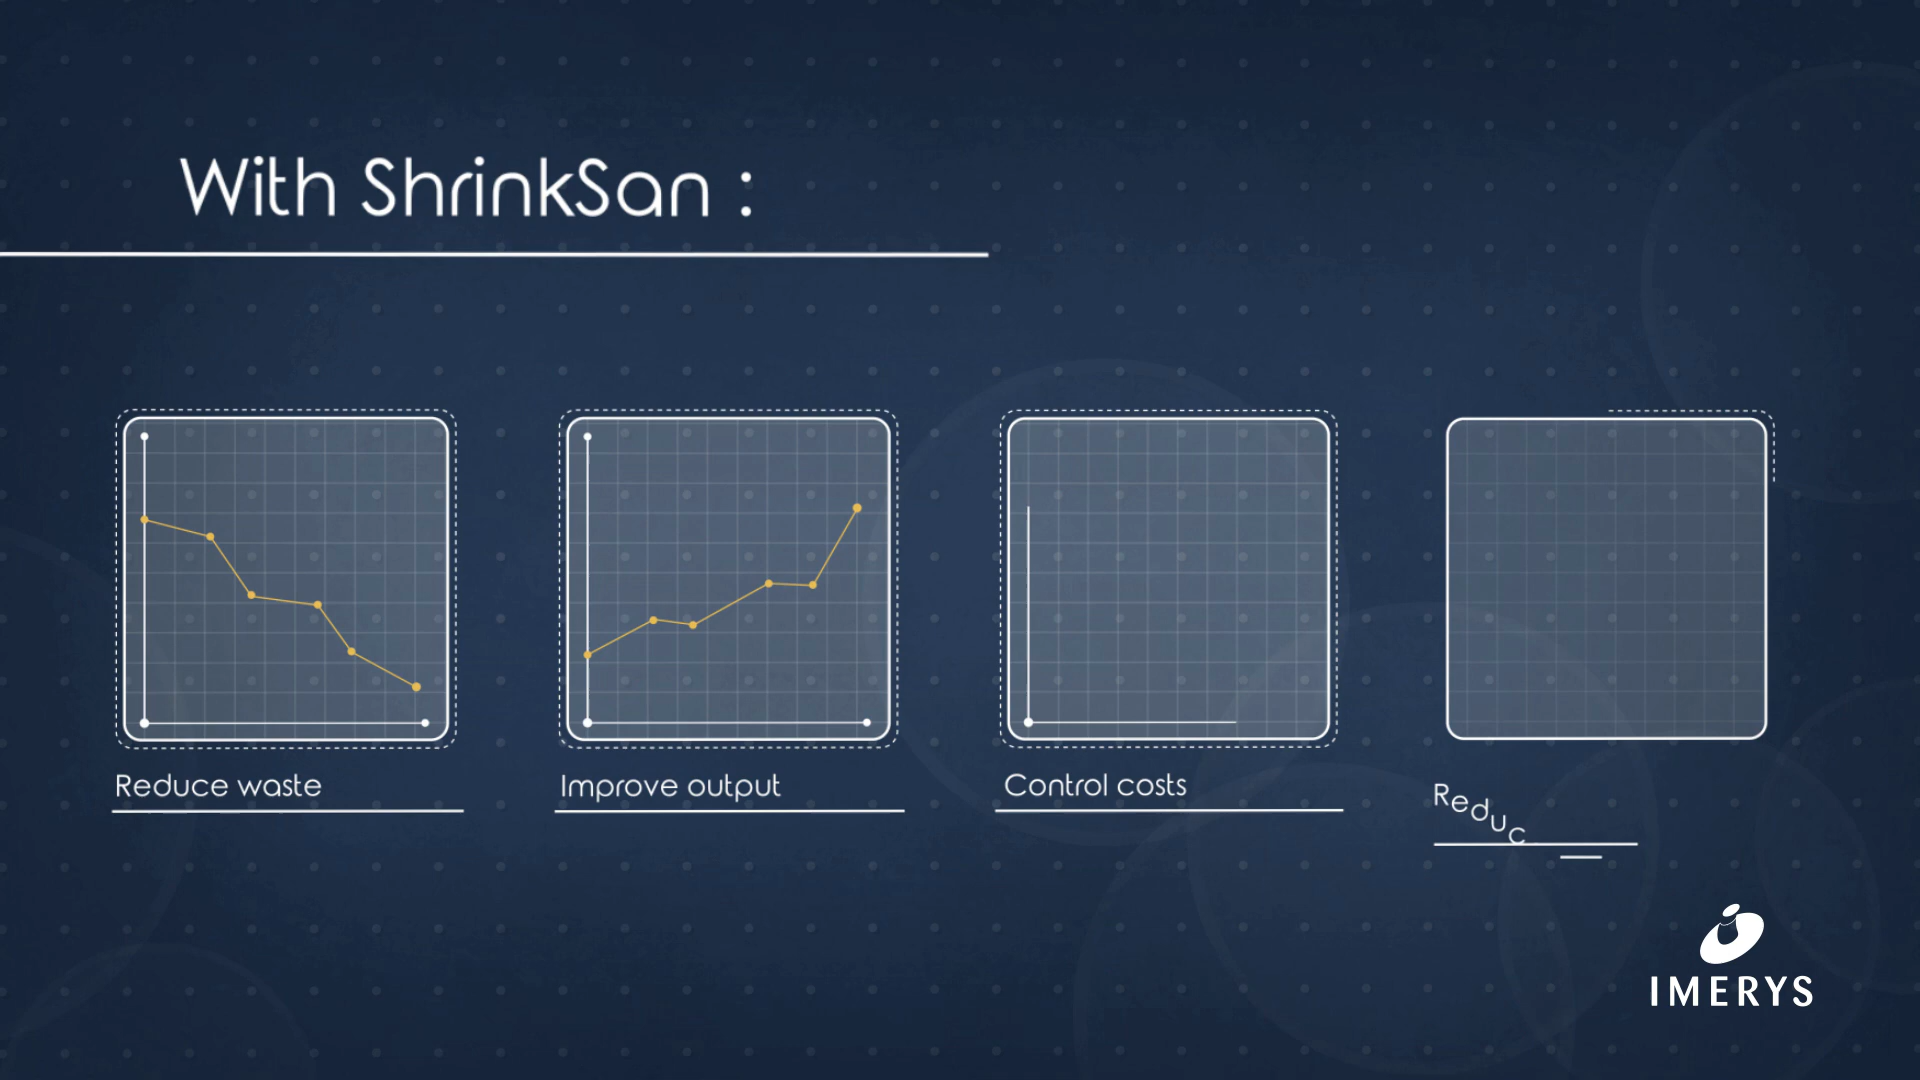 With ShrinkSan :
Reduce waste
Improve output
Control costs
Reduc
IMERYS